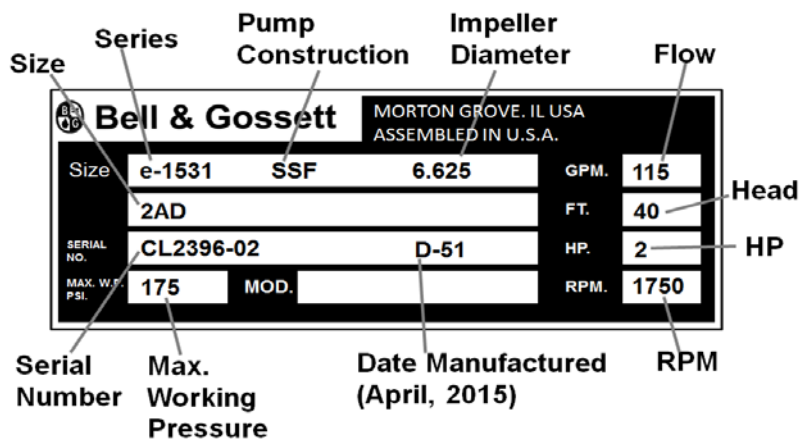 Size
Series
Pump
Construction
Impeller
Diameter
Flow
B&G Bell & Gossett
MORTON GROVE. IL USA
ASSEMBLED IN U.S.A.
Size e-1531 SSF 6.625 GPM. 115
2AD FT. 40
Head
SERIAL
NO. CL2396-02 D-51 HP. 2
HP
MAX. W.P.
PSI. 175 MOD. RPM. 1750
Serial
Number
Max.
Working
Pressure
Date Manufactured
(April, 2015)
RPM